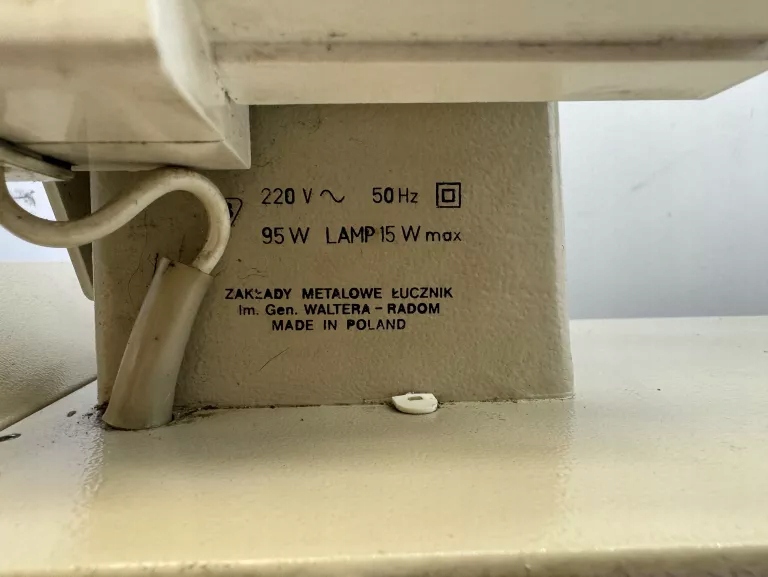 220 V ~ 50 Hz
95 W LAMP 15 W max
ZAKŁADY METALOWE ŁUCZNIK
Im. Gen. WALTERA – RADOM
MADE IN POLAND